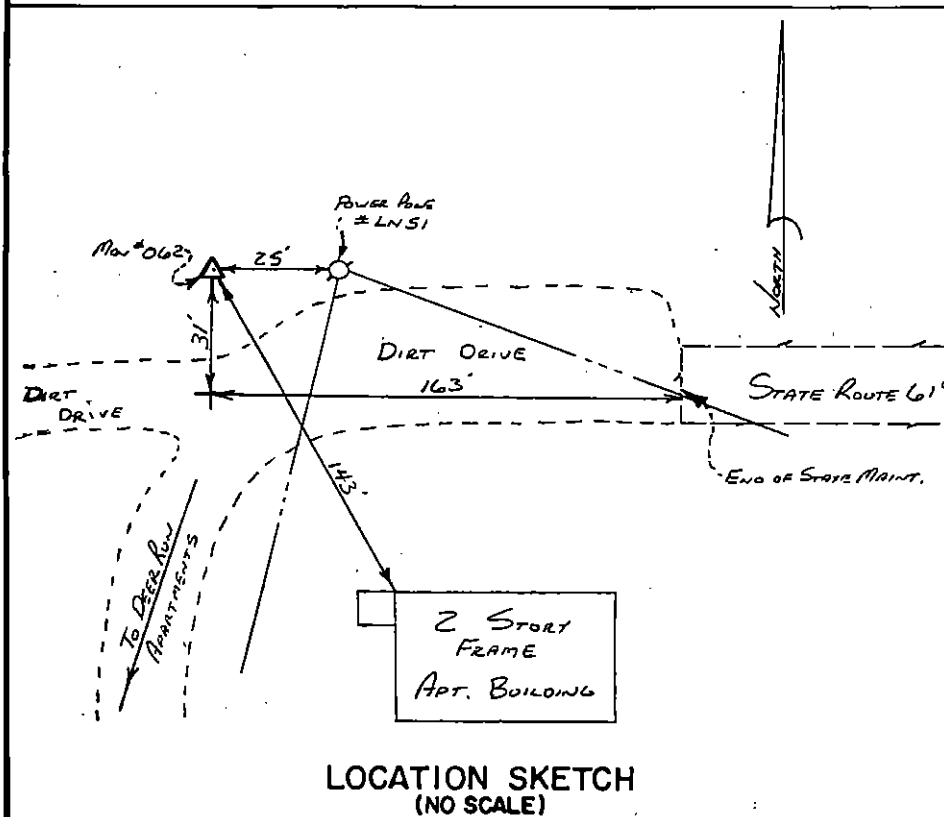 POWER POLE
# LN51
MON #062
25'
NORTH
31'
DIRT DRIVE
163'
STATE ROUTE 61
DIRT
DRIVE
143'
END OF STATE MAINT.
TO DEER RUN
APARTMENTS
2 STORY
FRAME
APT. BUILDING
LOCATION SKETCH
(NO SCALE)